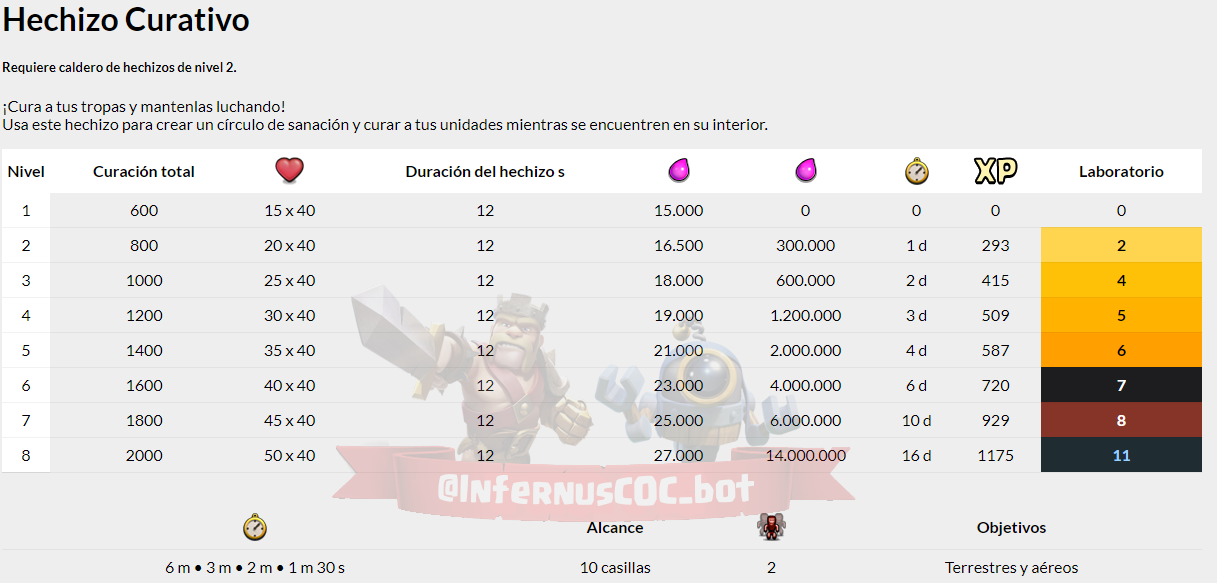 Hechizo Curativo
Requiere caldero de hechizos de nivel 2.
¡Cura a tus tropas y mantenlas luchando!
Usa este hechizo para crear un círculo de sanación y curar a tus unidades mientras se encuentren en su interior.
Nivel Curación total Duración del hechizo s XP Laboratorio
1 600 15 x 40 12 15.000 0 0 0 0
2 800 20 x 40 12 16.500 300.000 1 d 293 2
3 1000 25 x 40 12 18.000 600.000 2 d 415 4
4 1200 30 x 40 12 19.000 1.200.000 3 d 509 5
5 1400 35 x 40 12 21.000 2.000.000 4 d 587 6
6 1600 40 x 40 12 23.000 4.000.000 6 d 720 7
7 1800 45 x 40 12 25.000 6.000.000 10 d 929 8
8 2000 50 x 40 12 27.000 14.000.000 16 d 1175 11
@InfernusCOC_bot
Alcance Objetivos
6 m • 3 m • 2 m • 1 m 30 s 10 casillas 2 Terrestres y aéreos